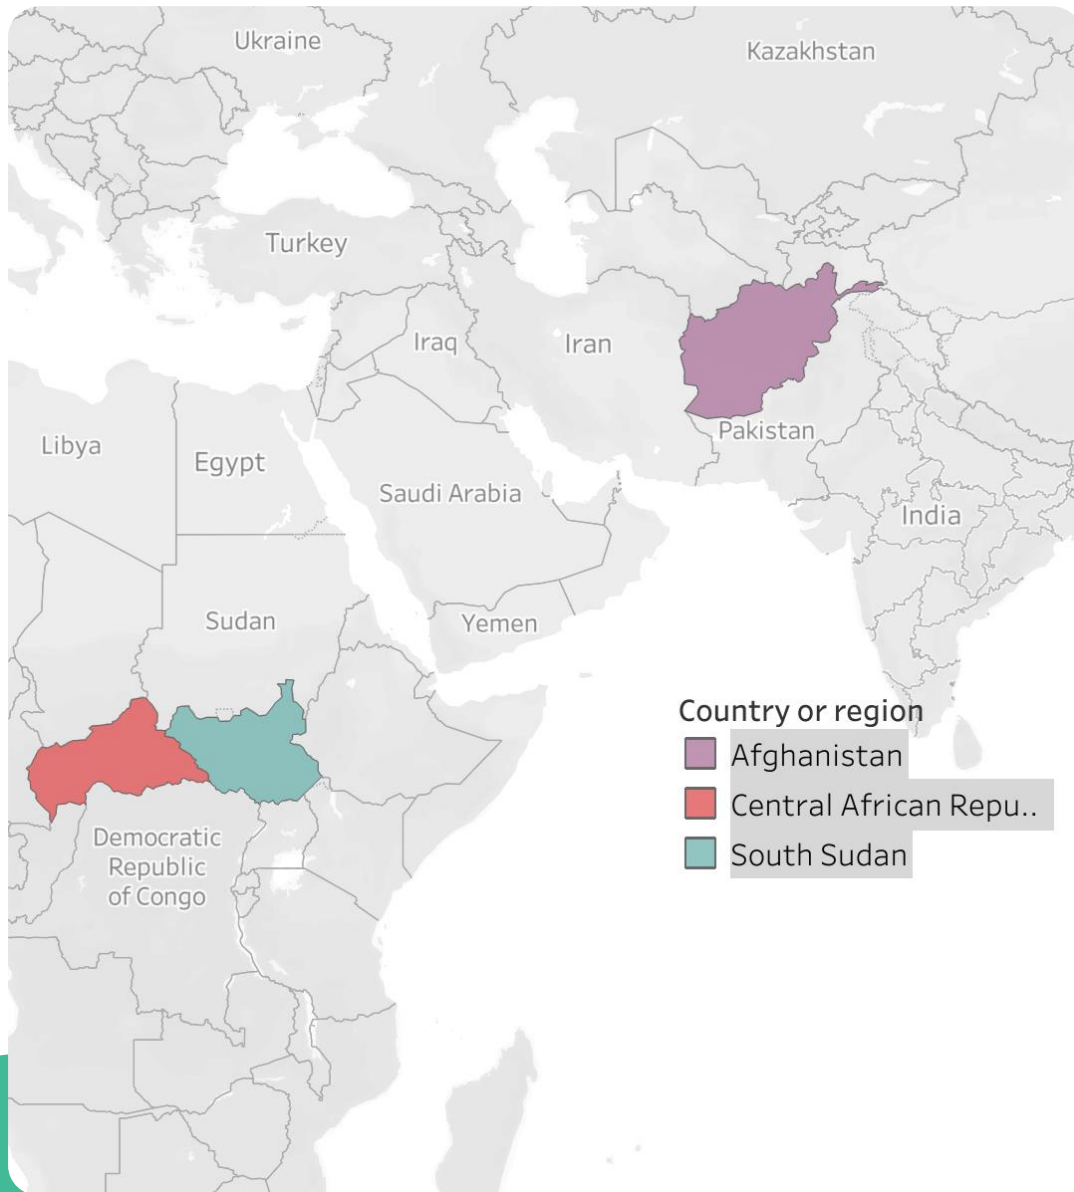 Ukraine
Kazakhstan
Turkey
Iraq
Iran
Pakistan
Libya
Egypt
Saudi Arabia
India
Sudan
Yemen
Democratic
Republic
of Congo
Country or region
Afghanistan
Central African Repu..
South Sudan